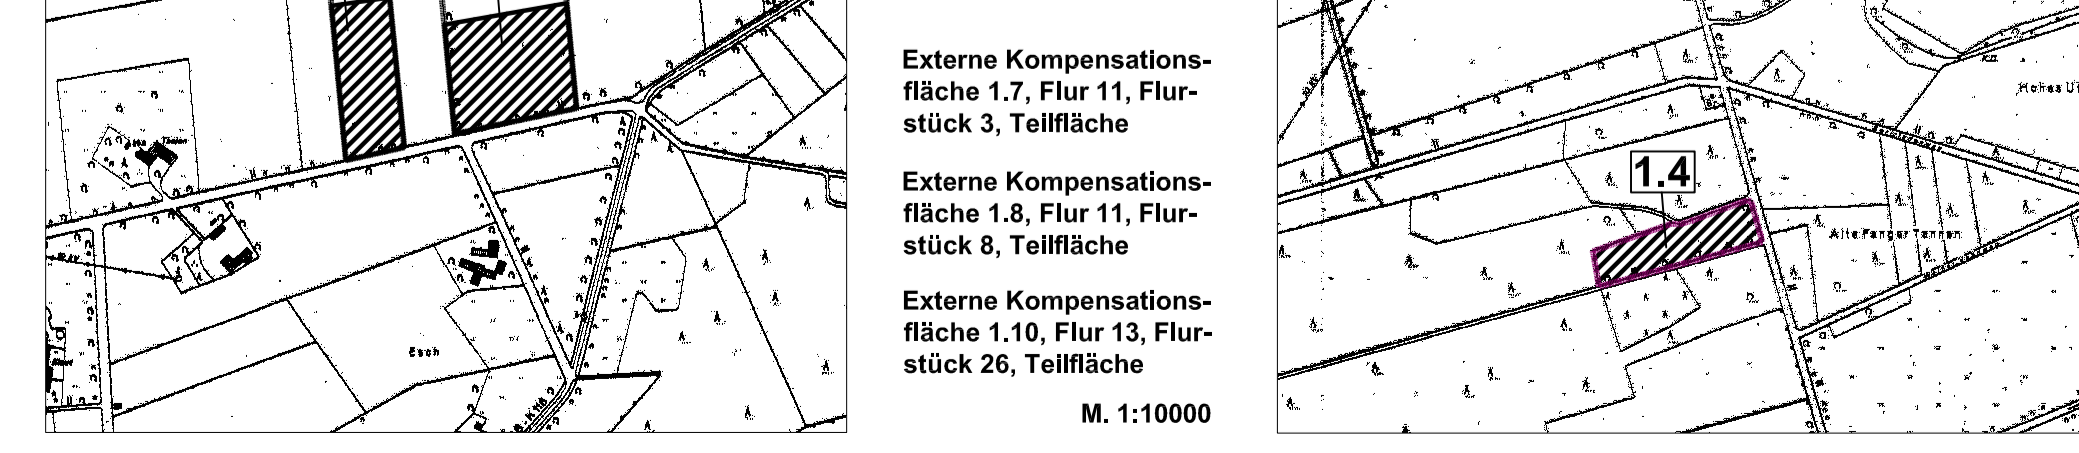 Externe Kompensations-
fläche 1.7, Flur 11, Flur-
stück 3, Teilfläche
Externe Kompensations-
fläche 1.8, Flur 11, Flur-
stück 8, Teilfläche
Externe Kompensations-
fläche 1.10, Flur 13, Flur-
stück 26, Teilfläche
M. 1:10000
Esch
1.4
Hohes
Alte Fanger Tannen